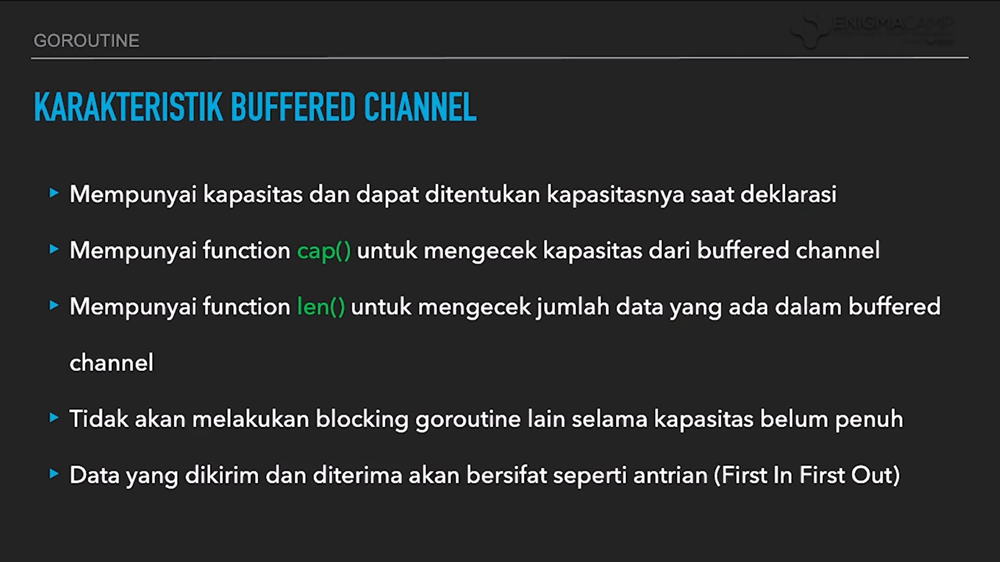 ENIGMACAMP
GOROUTINE
KARAKTERISTIK BUFFERED CHANNEL
Mempunyai kapasitas dan dapat ditentukan kapasitasnya saat deklarasi
Mempunyai function cap() untuk mengecek kapasitas dari buffered channel
Mempunyai function len() untuk mengecek jumlah data yang ada dalam buffered
channel
Tidak akan melakukan blocking goroutine lain selama kapasitas belum penuh
Data yang dikirim dan diterima akan bersifat seperti antrian (First In First Out)